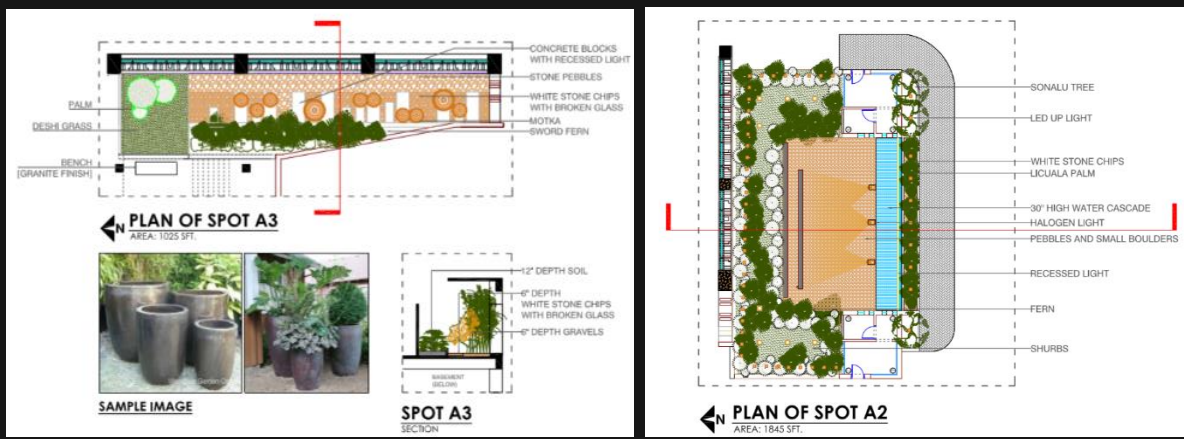 CONCRETE BLOCKS
WITH RECESSED LIGHT
STONE PEBBLES
WHITE STONE CHIPS
WITH BROKEN GLASS
MOTKA
SWORD FERN
PALM
DESHI GRASS
BENCH
[GRANITE FINISH]
N
PLAN OF SPOT A3
AREA: 1025 SFT.
12" DEPTH SOIL
6" DEPTH
WHITE STONE CHIPS
WITH BROKEN GLASS
6" DEPTH GRAVELS
BASEMENT
(BELOW)
SAMPLE IMAGE
SPOT A3
SECTION
SONALU TREE
LED UP LIGHT
WHITE STONE CHIPS
LICUALA PALM
30" HIGH WATER CASCADE
HALOGEN LIGHT
PEBBLES AND SMALL BOULDERS
RECESSED LIGHT
FERN
SHURBS
N
PLAN OF SPOT A2
AREA: 1845 SFT.